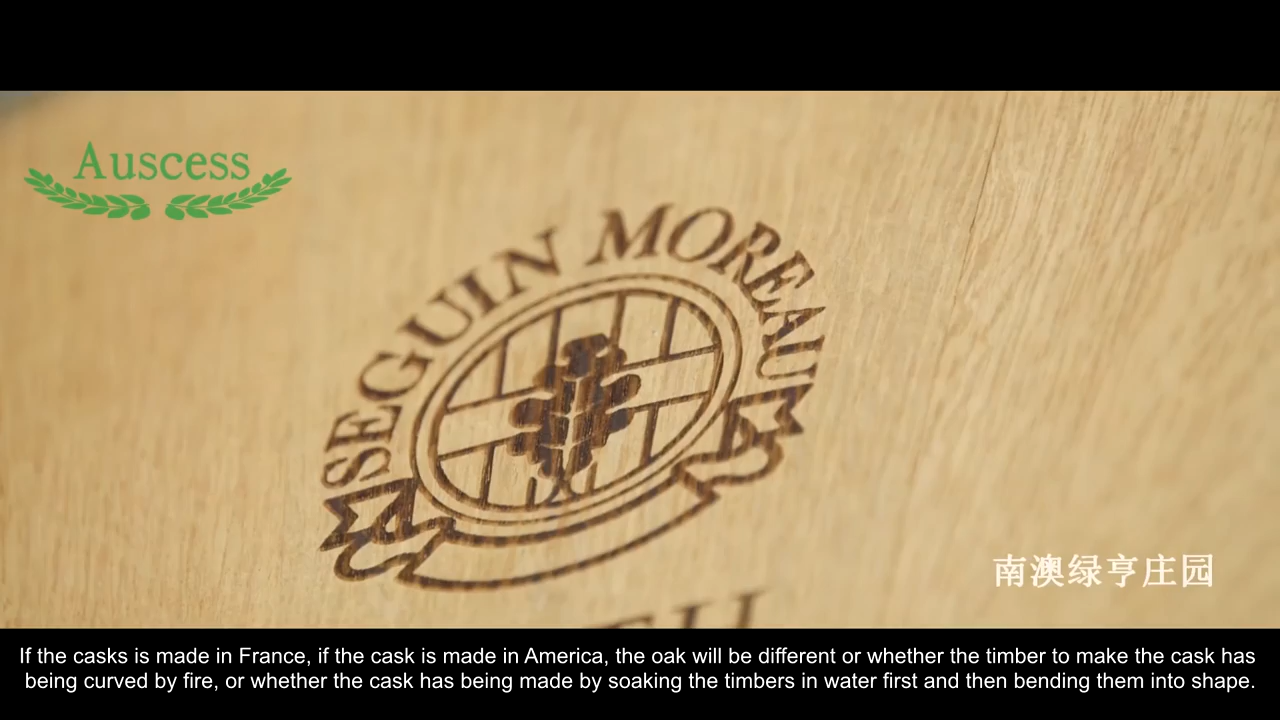 Auscess
SEGUIN MOREAU
南澳绿亨庄园
If the casks is made in France, if the cask is made in America, the oak will be different or whether the timber to make the cask has
being curved by fire, or whether the cask has being made by soaking the timbers in water first and then bending them into shape.